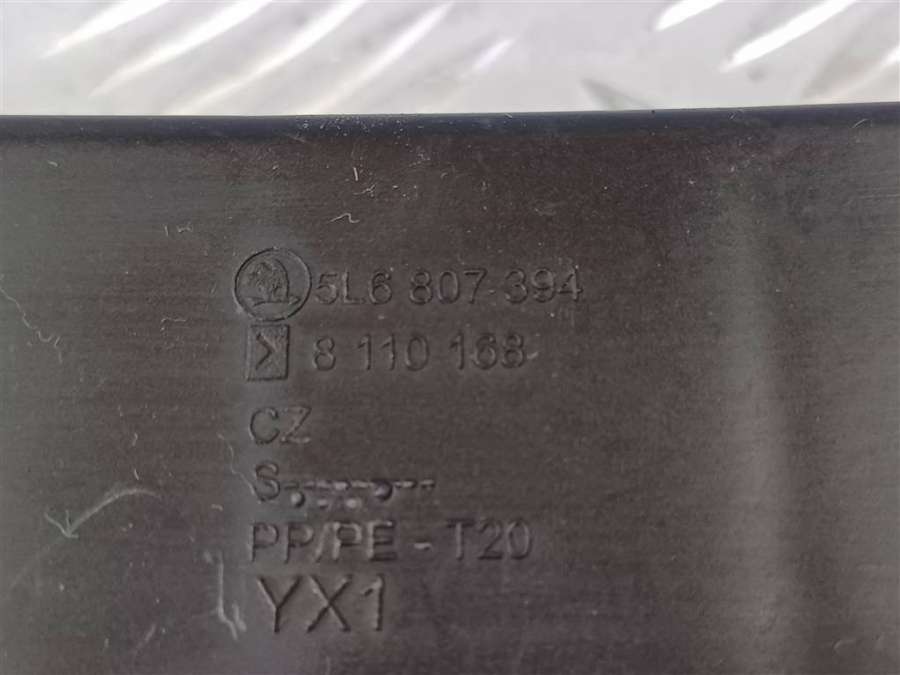 5L6 807 394
8 110 168
CZ
S
PP/PE - T20
YX1